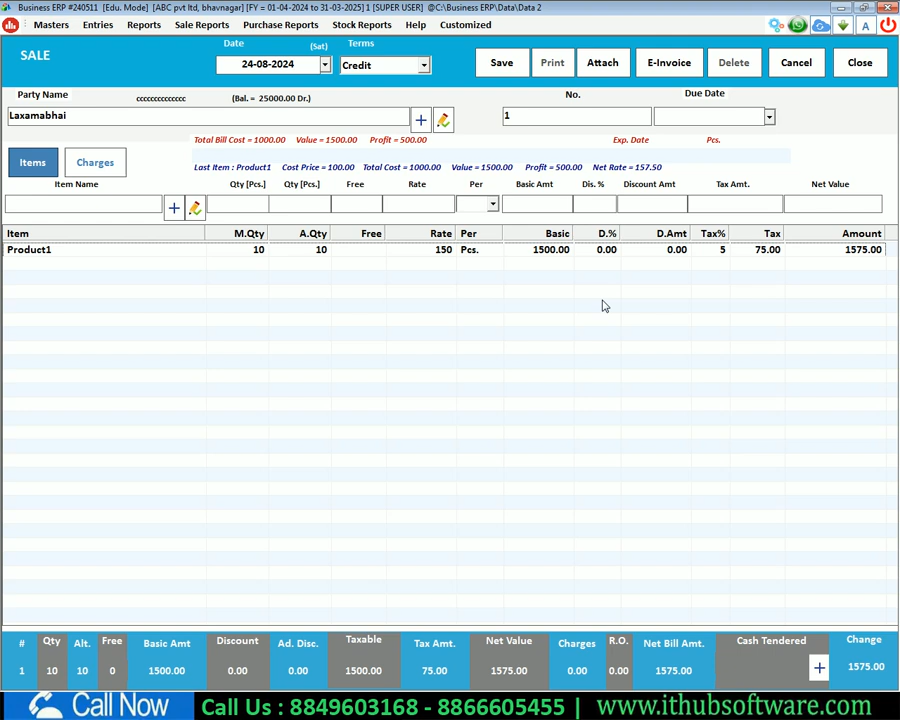 Business ERP #240511 [Edu. Mode] [ABC pvt ltd, bhavnagar] [FY = 01-04-2024 to 31-03-2025] 1 [SUPER USER] @C:\Business ERP\Data\Data 2
Masters Entries Reports Sale Reports Purchase Reports Stock Reports Help Customized A
SALE
Date (Sat) Terms
24-08-2024 Credit
Save Print Attach E-Invoice Delete Cancel Close
Party Name cccccccccccccc (Bal. = 25000.00 Dr.) No. Due Date
Laxamabhai + 1
Total Bill Cost = 1000.00 Value = 1500.00 Profit = 500.00 Exp. Date Pcs.
Items Charges
Last Item : Product1 Cost Price = 100.00 Total Cost = 1000.00 Value = 1500.00 Profit = 500.00 Net Rate = 157.50
Item Name Qty [Pcs.] Qty [Pcs.] Free Rate Per Basic Amt Dis. % Discount Amt Tax Amt. Net Value
+
Item M.Qty A.Qty Free Rate Per Basic D.% D.Amt Tax% Tax Amount
Product1 10 10 150 Pcs. 1500.00 0.00 0.00 5 75.00 1575.00
# Qty Alt. Free Basic Amt Discount Ad. Disc. Taxable Tax Amt. Net Value Charges R.O. Net Bill Amt Cash Tendered Change
1 10 10 0 1500.00 0.00 0.00 1500.00 75.00 1575.00 0.00 0.00 1575.00 + 1575.00
Call Now Call Us : 8849603168 - 8866605455 | www.ithubsoftware.com